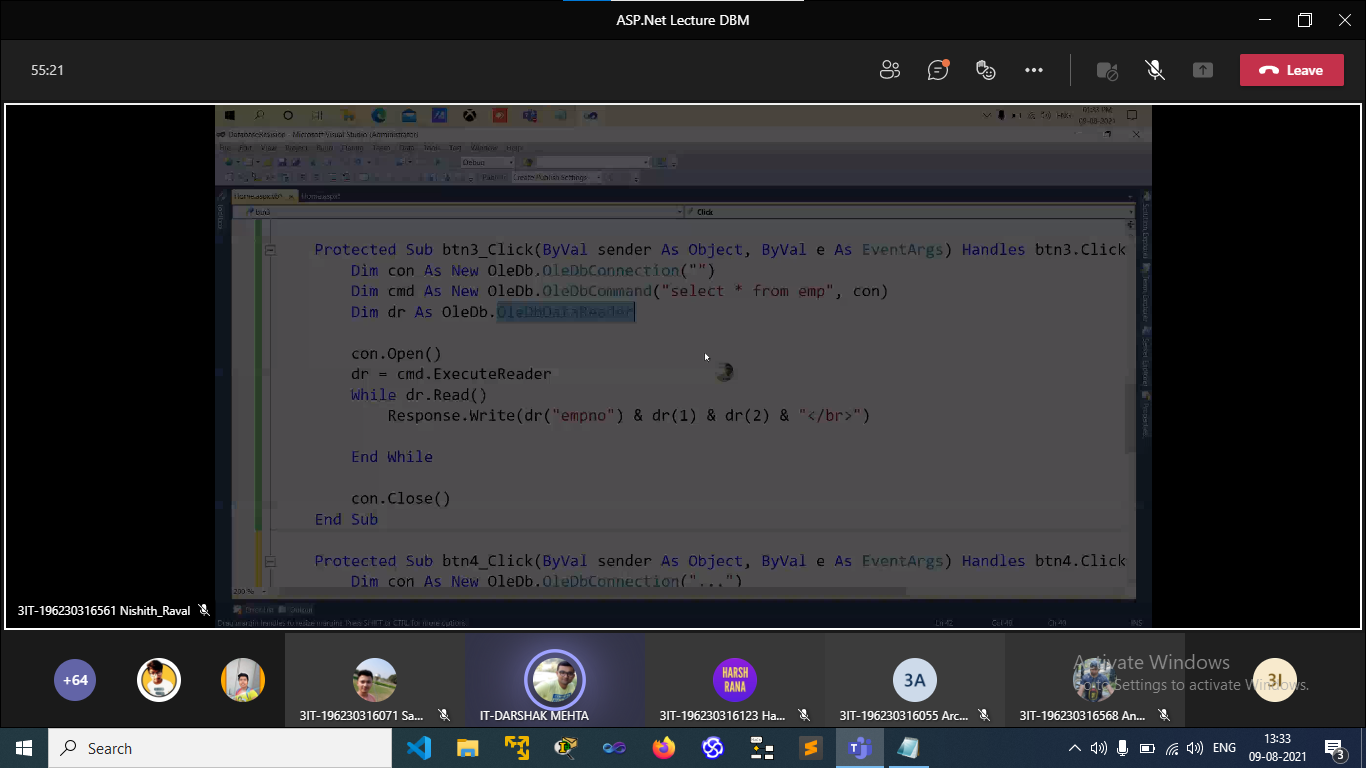 ASP.Net Lecture DBM
55:21
Leave
Debug
Create Publish Settings
Click
Protected Sub btn3_Click(ByVal sender As Object, ByVal e As EventArgs) Handles btn3.Click
Dim con As New OleDb.OleDbConnection("")
Dim cmd As New OleDb.OleDbCommand("select * from emp", con)
Dim dr As OleDb.OleDbDataReader
con.Open()
dr = cmd.ExecuteReader
While dr.Read()
Response.Write(dr("empno") & dr(1) & dr(2) & "</br>")
End While
con.Close()
End Sub
Protected Sub btn4_Click(ByVal sender As Object, ByVal e As EventArgs) Handles btn4.Click
Dim con As New OleDb.OleDbConnection("...")
200 %
3IT-196230316561 Nishith_Raval
+64
HARSH
RANA
3A
3I
3IT-196230316071 Sa...
IT-DARSHAK MEHTA
3IT-196230316123 Ha...
3IT-196230316055 Arc...
3IT-196230316568 An...
Activate Windows
Go to Settings to activate Windows.
Search
ENG
13:33
09-08-2021
3